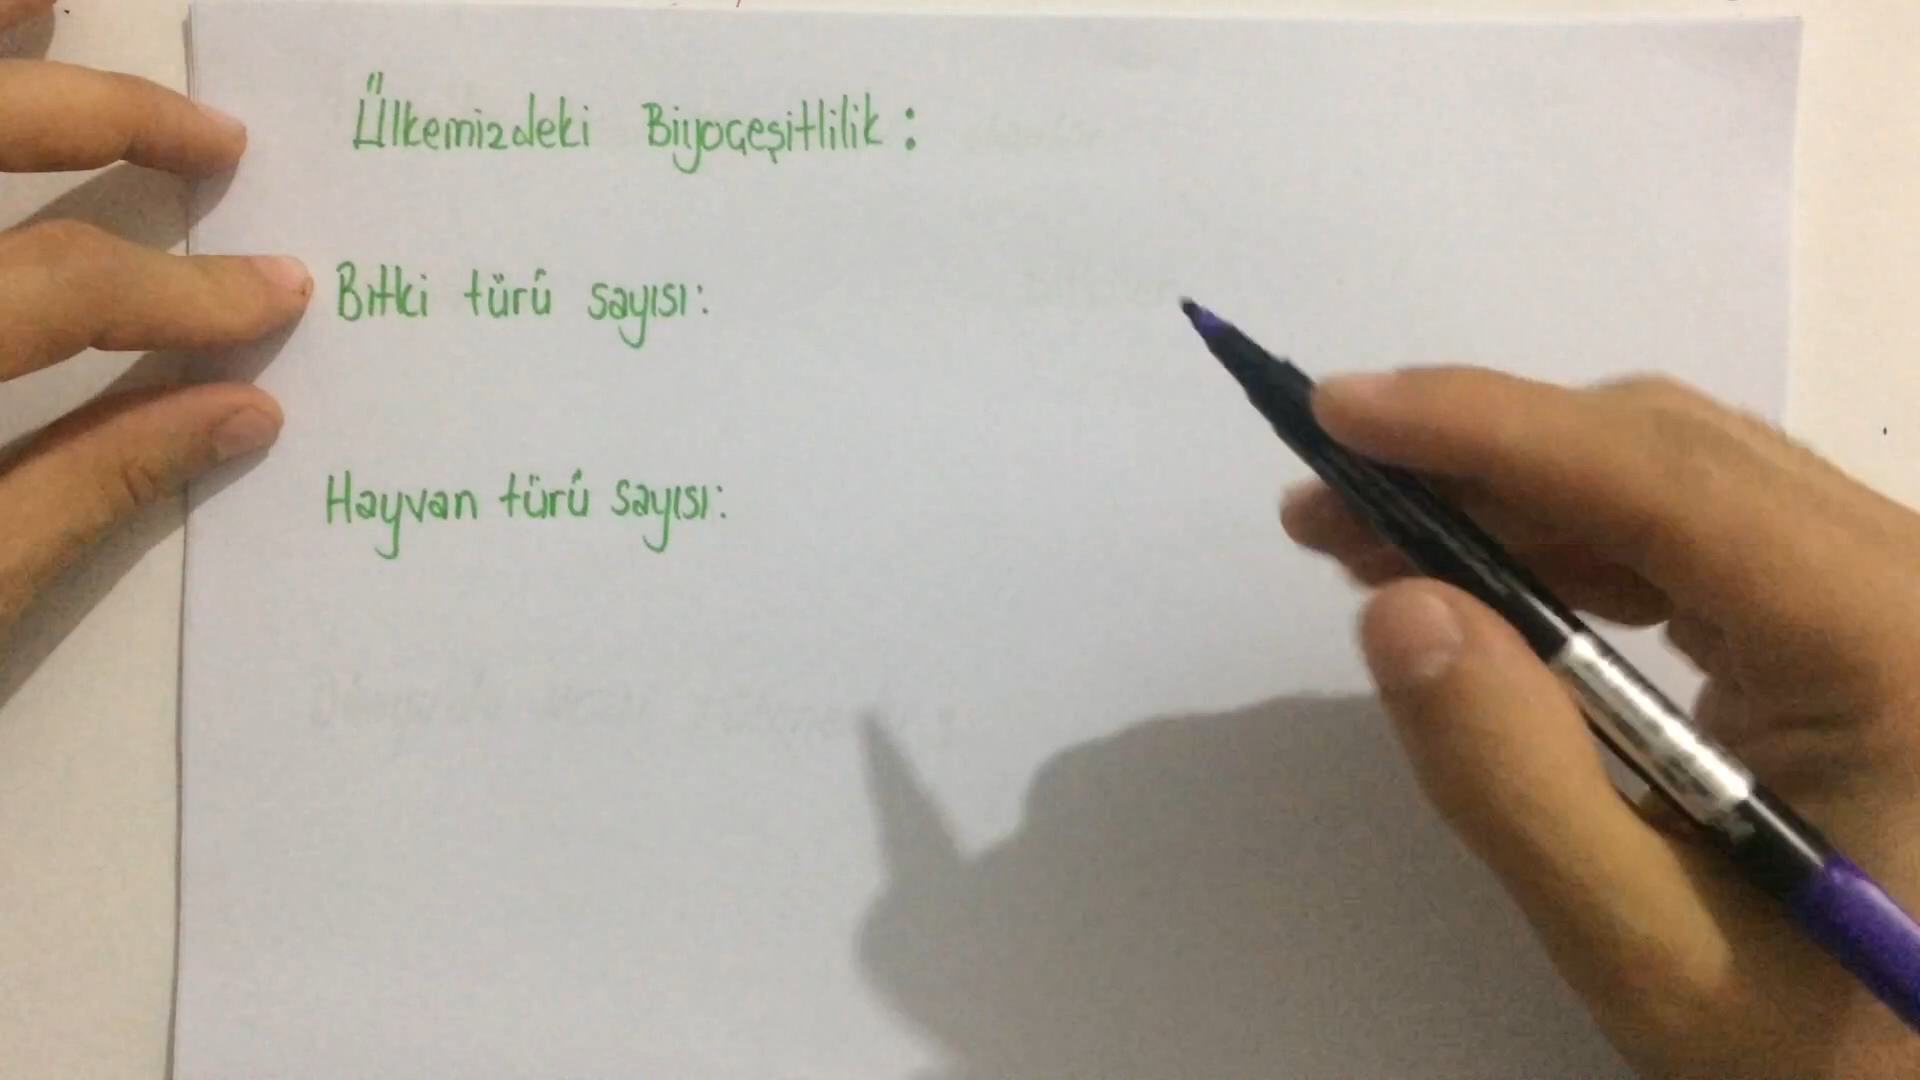 Ülkemizdeki Biyoçeşitlilik :
Bitki türü sayısı:
Hayvan türü sayısı: